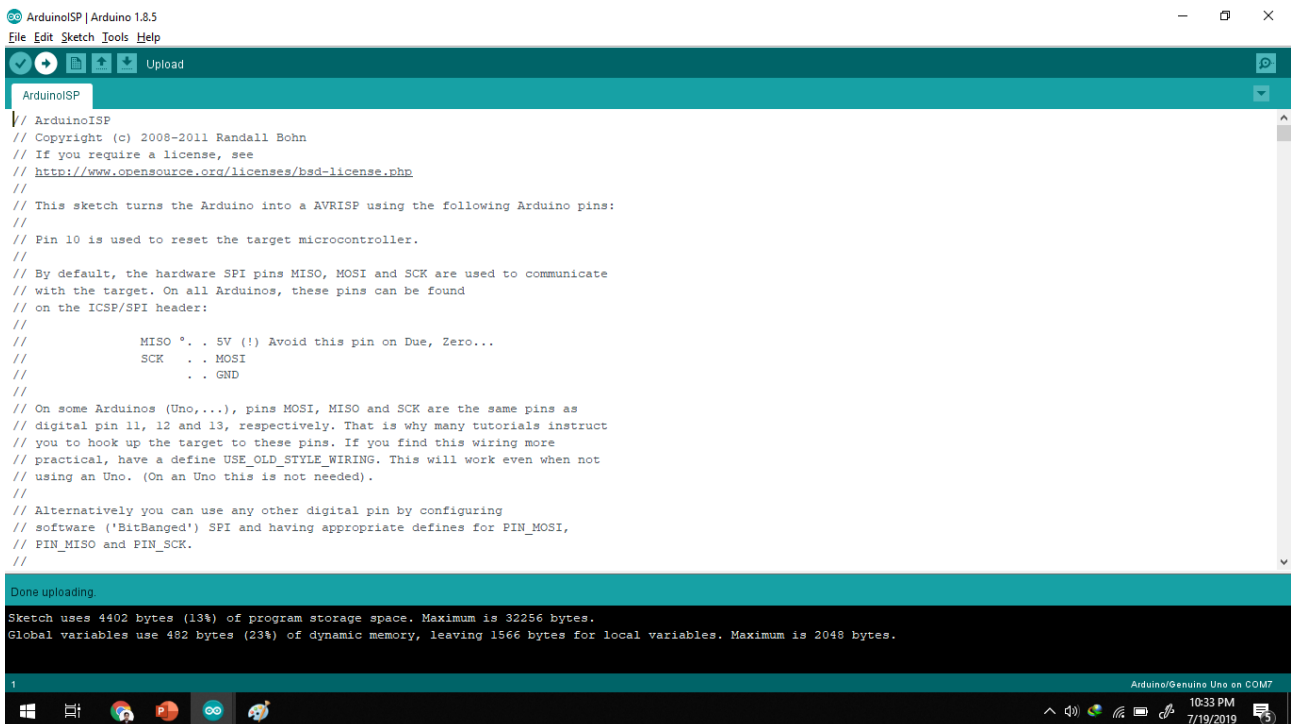 ArduinoISP | Arduino 1.8.5
File Edit Sketch Tools Help
Upload
ArduinoISP
// ArduinoISP
// Copyright (c) 2008-2011 Randall Bohn
// If you require a license, see
// http://www.opensource.org/licenses/bsd-license.php
//
// This sketch turns the Arduino into a AVRISP using the following Arduino pins:
//
// Pin 10 is used to reset the target microcontroller.
//
// By default, the hardware SPI pins MISO, MOSI and SCK are used to communicate
// with the target. On all Arduinos, these pins can be found
// on the ICSP/SPI header:
//
//               MISO °. . 5V (!) Avoid this pin on Due, Zero...
//               SCK   . . MOSI
//                     . . GND
//
// On some Arduinos (Uno,...), pins MOSI, MISO and SCK are the same pins as
// digital pin 11, 12 and 13, respectively. That is why many tutorials instruct
// you to hook up the target to these pins. If you find this wiring more
// practical, have a define USE_OLD_STYLE_WIRING. This will work even when not
// using an Uno. (On an Uno this is not needed).
//
// Alternatively you can use any other digital pin by configuring
// software ('BitBanged') SPI and having appropriate defines for PIN_MOSI,
// PIN_MISO and PIN_SCK.
//
Done uploading.
Sketch uses 4402 bytes (13%) of program storage space. Maximum is 32256 bytes.
Global variables use 482 bytes (23%) of dynamic memory, leaving 1566 bytes for local variables. Maximum is 2048 bytes.
1
Arduino/Genuino Uno on COM7
10:33 PM
7/19/2019
5